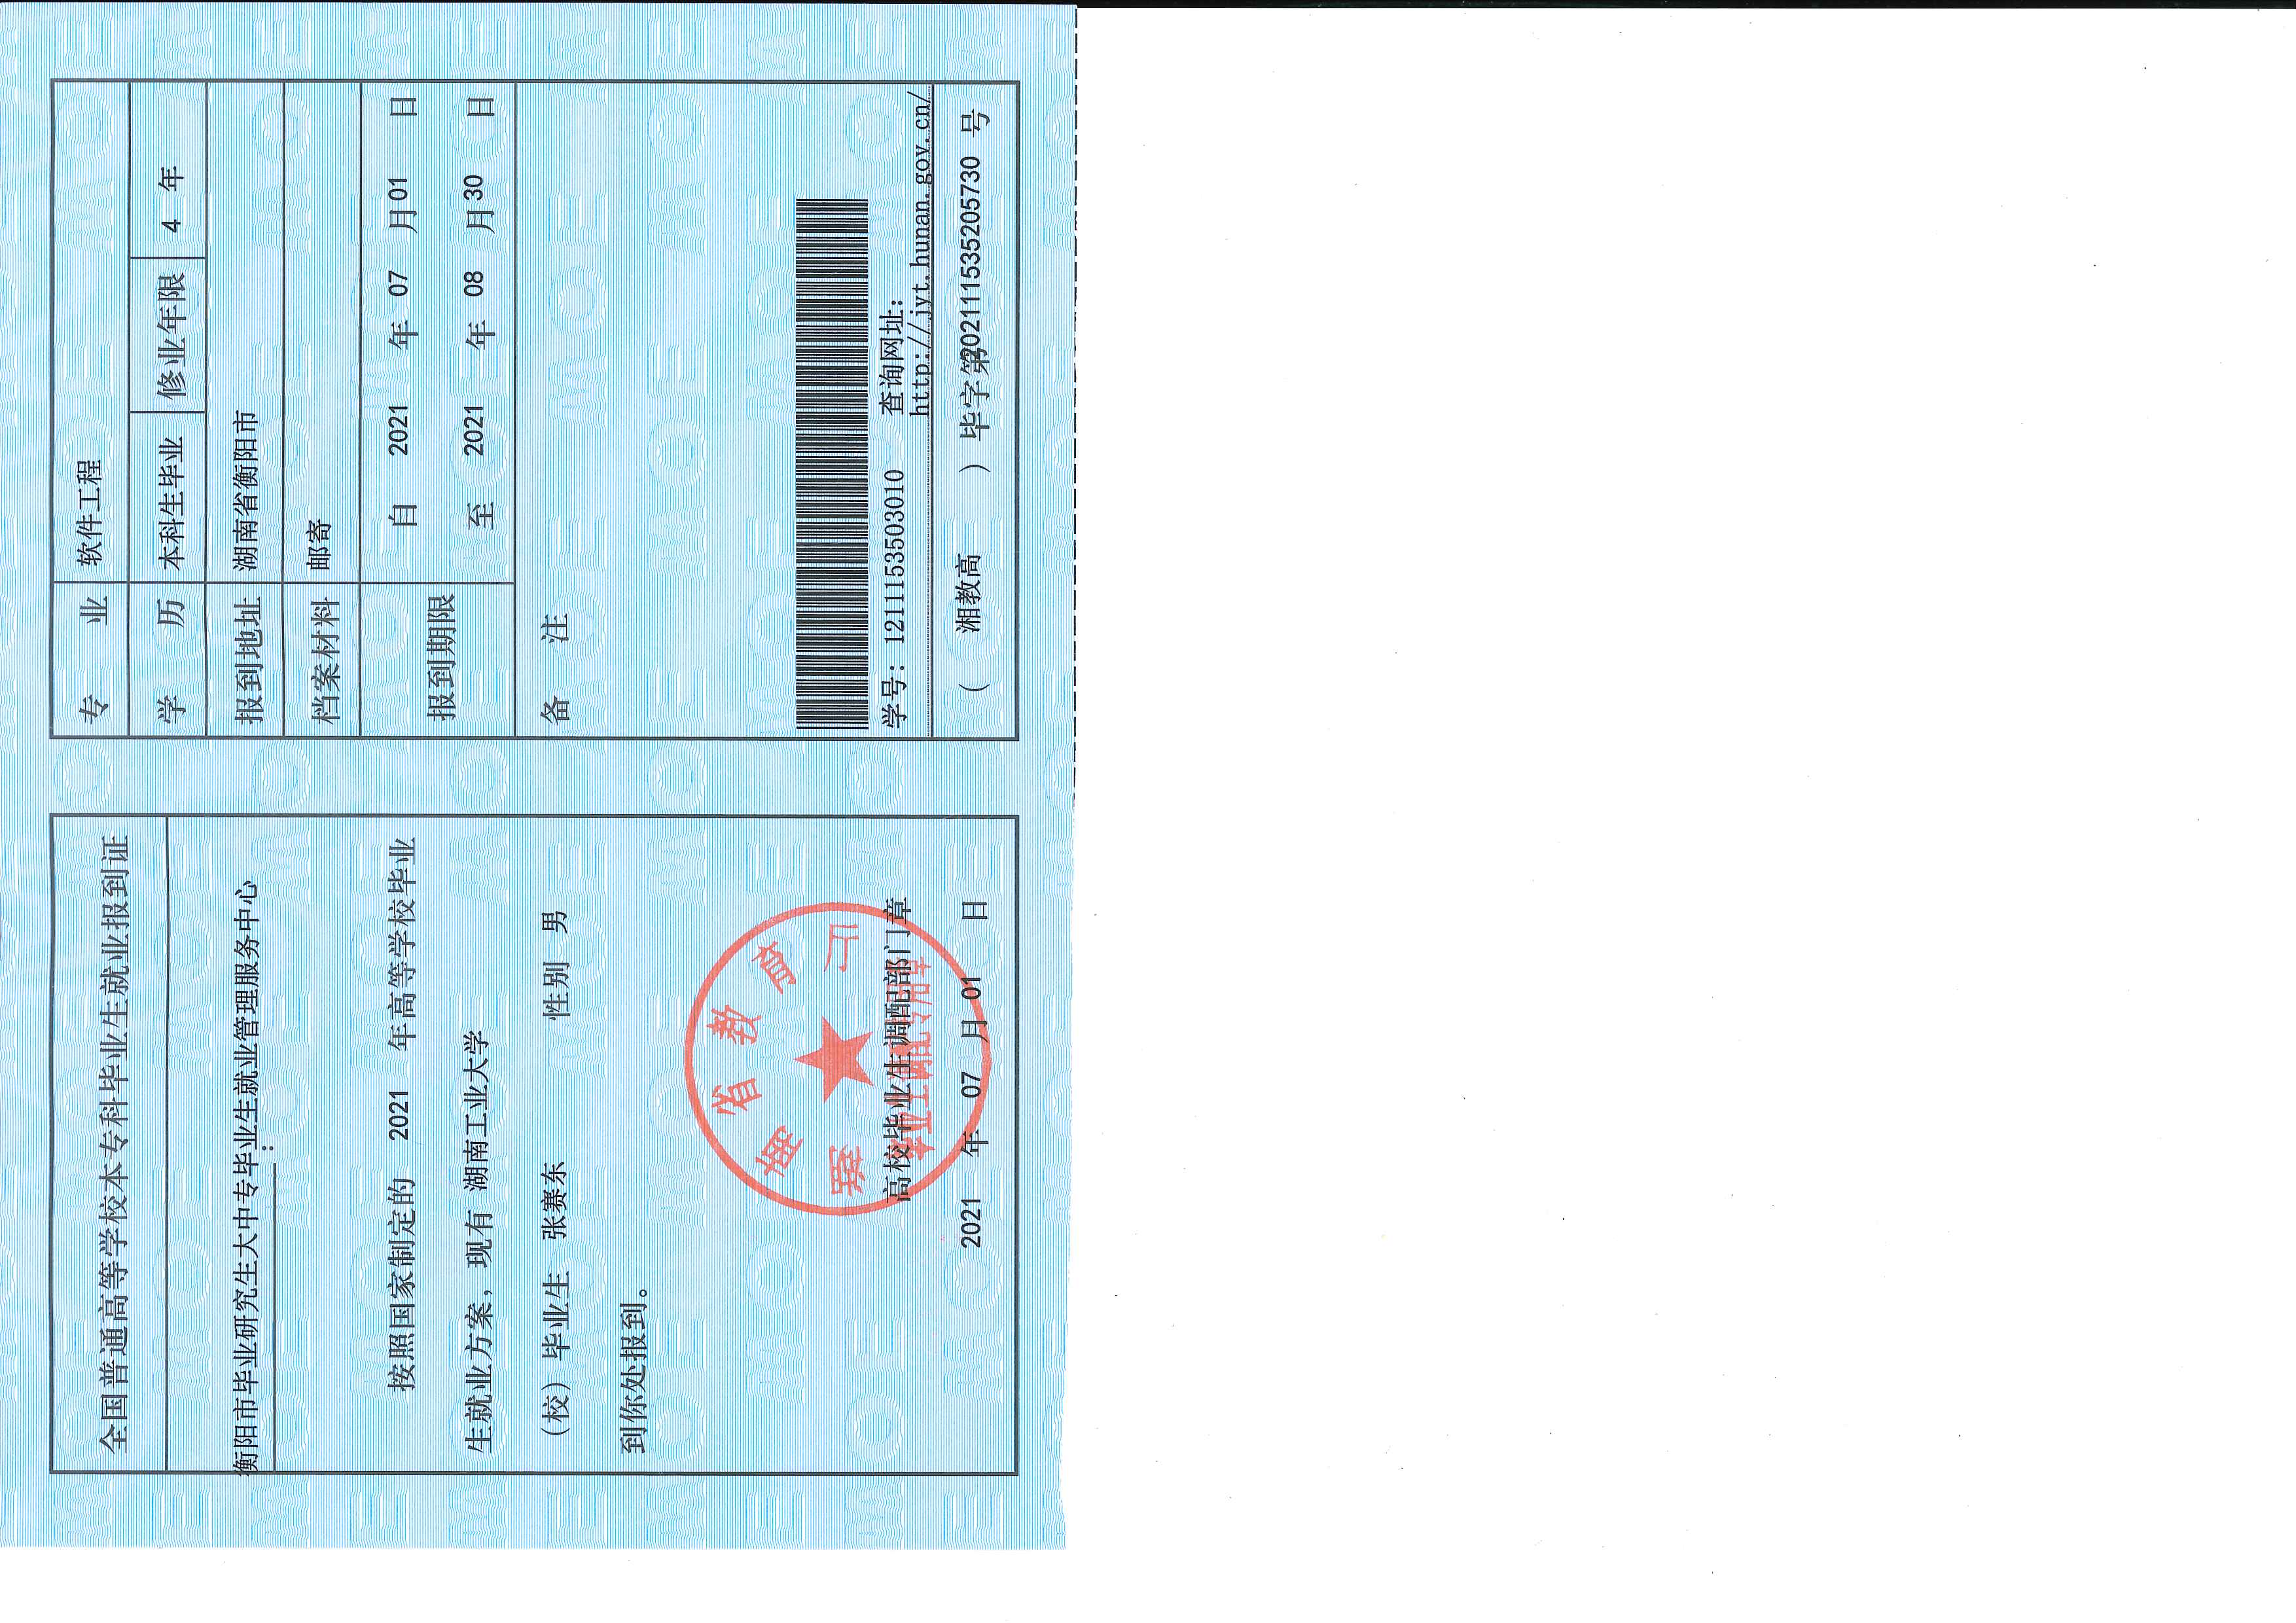 全国普通高等学校本专科毕业生就业报到证
衡阳市毕业研究生大中专毕业生就业管理服务中心
:
按照国家制定的 2021 年高等学校毕业
生就业方案，现有 湖南工业大学
（校）毕业生 张赛东 性别 男
到你处报到。
湖南省教育厅
高校毕业生调配部门章
2021 年 07 月 01 日
专 业 软件工程
学 历 本科生毕业 修业年限 4 年
报到地址 湖南省衡阳市
档案材料 邮寄
报到期限 自 2021 年 07 月 01 日
至 2021 年 08 月 30 日
备 注
学号: 1211153503010 查询网址:
http://jyt.hunan.gov.cn/
（ 湘教高 ）毕字第202111535205730 号